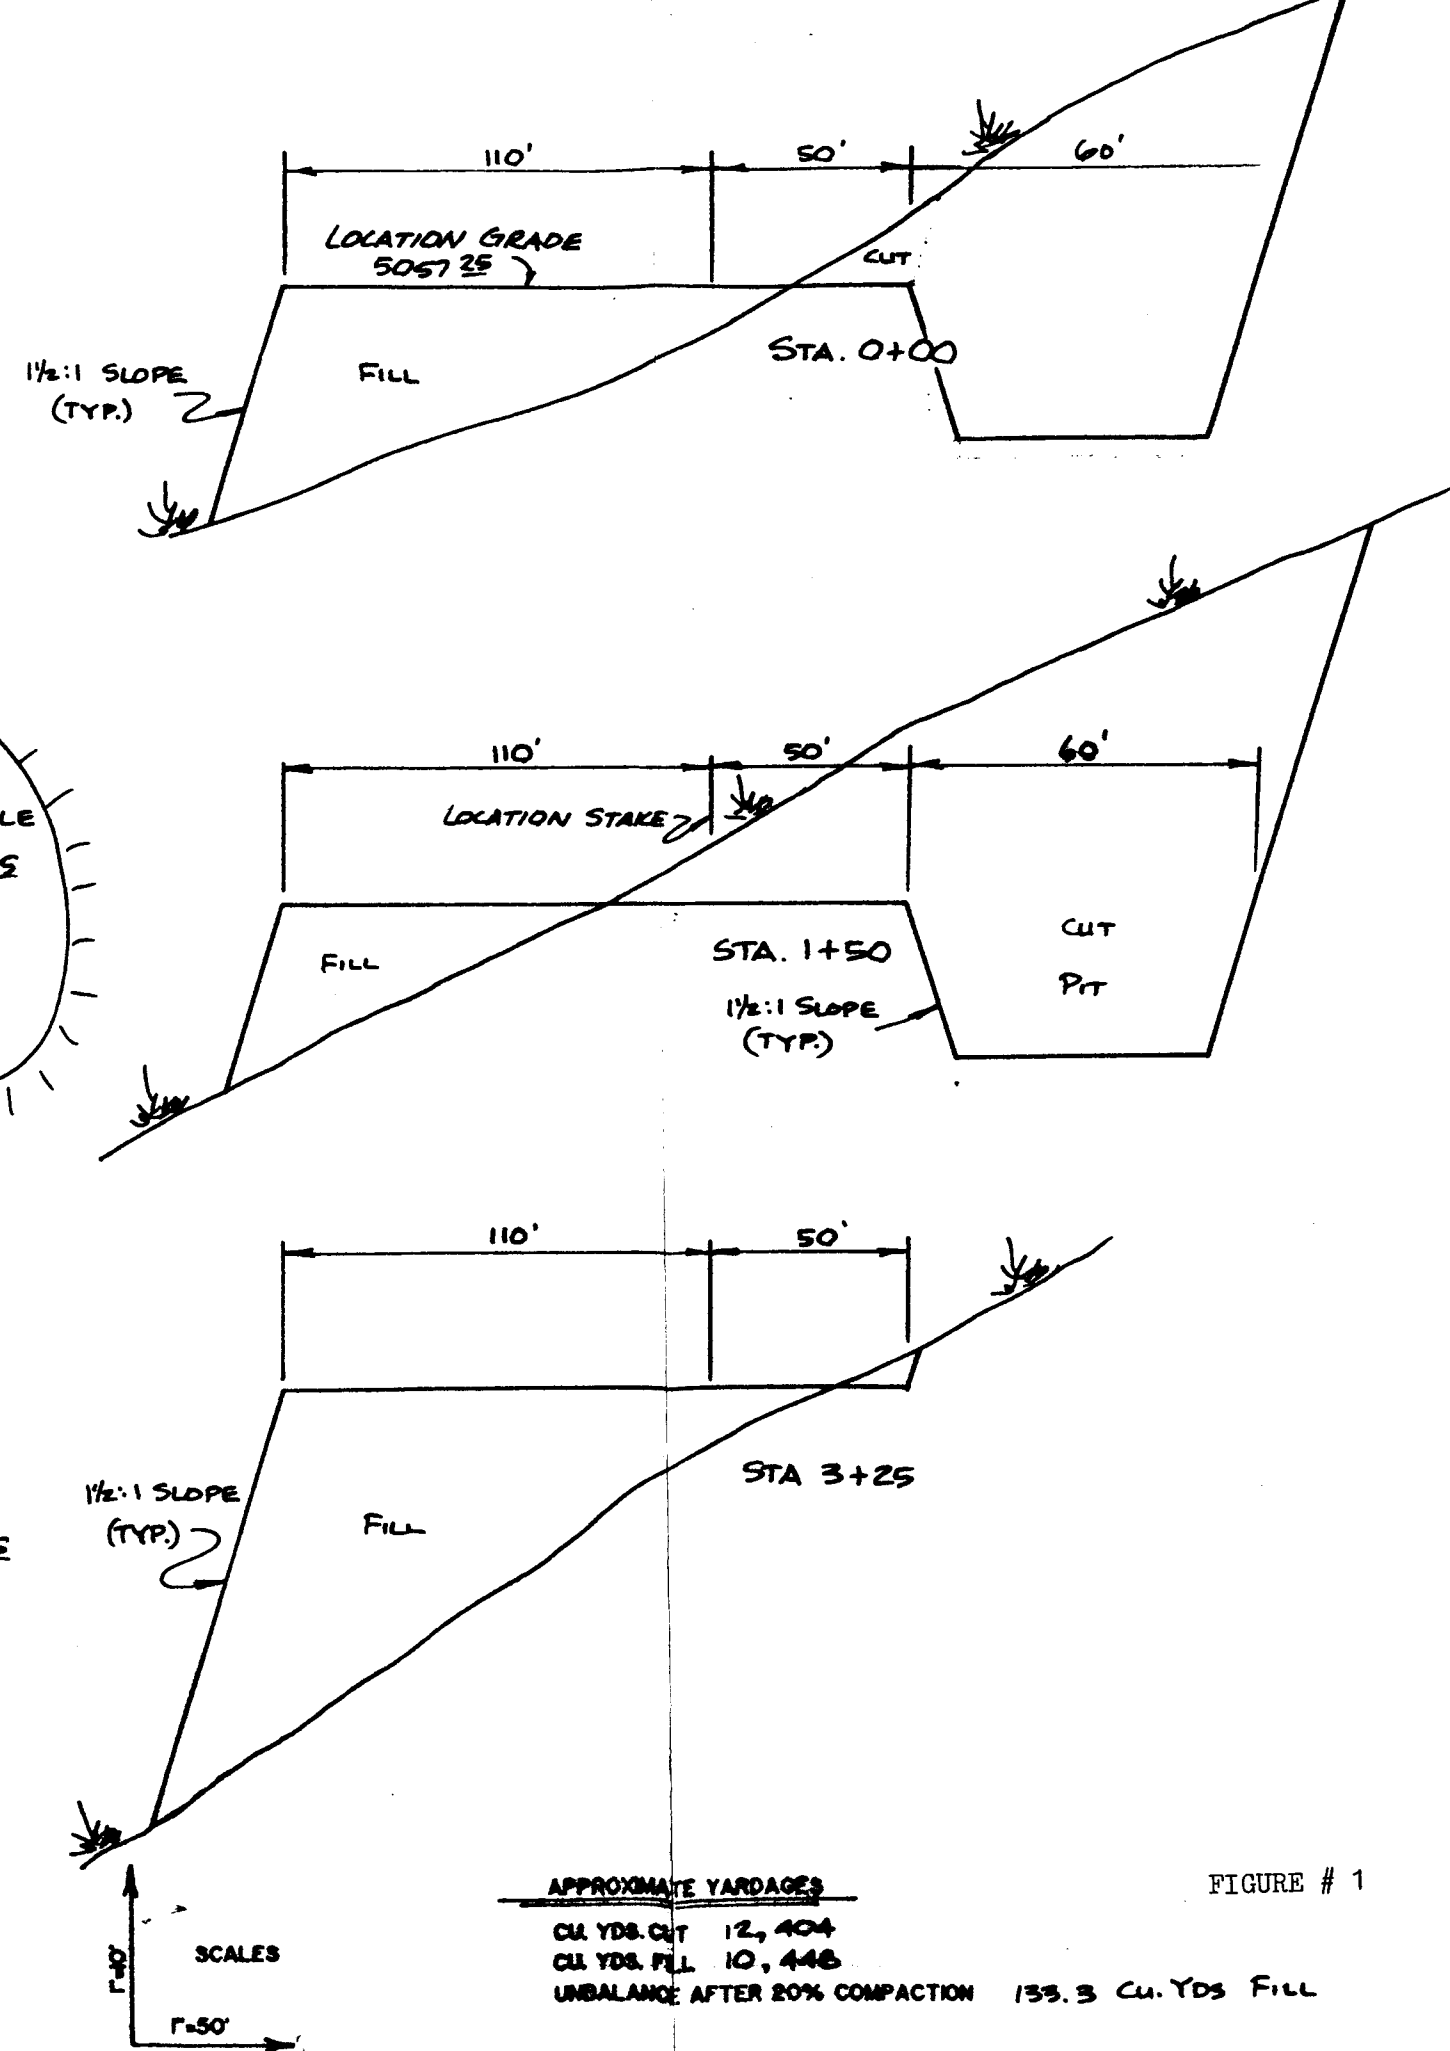 110'
50'
60'
LOCATION GRADE
5057 25
CUT
STA. 0+00
1½:1 SLOPE
(TYP.)
FILL
110'
50'
60'
LOCATION STAKE
LE
CUT
PIT
STA. 1+50
FILL
1½:1 SLOPE
(TYP.)
110'
50'
STA 3+25
1½:1 SLOPE
(TYP.)
FILL
APPROXIMATE YARDAGES
FIGURE # 1
CU. YDS. CUT 12,404
CU. YDS. FILL 10,448
UNBALANCE AFTER 20% COMPACTION 133.3 CU. YDS FILL
SCALES
1"=10'
1"=50'